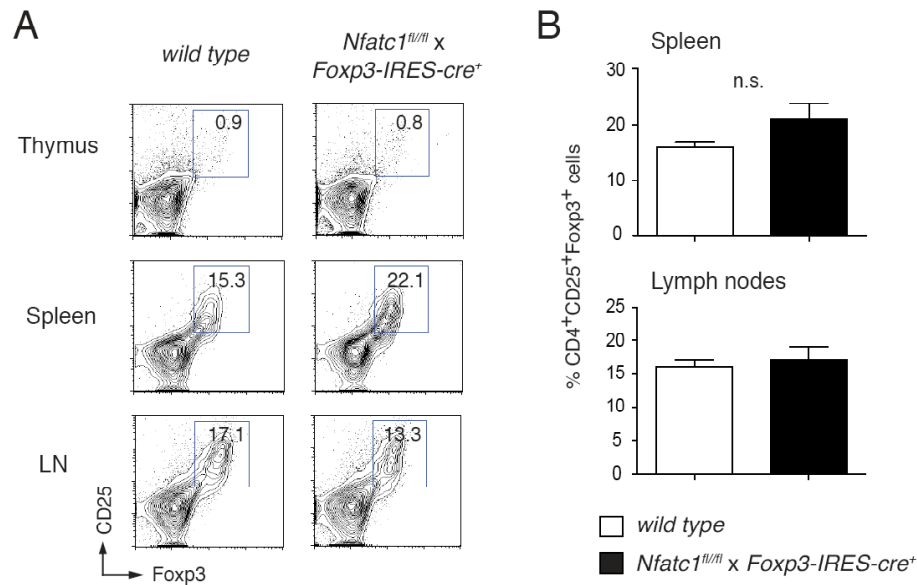 A
wild type
Nfatc1fl/fl x
Foxp3-IRES-cre+
Thymus
0.9
0.8
Spleen
15.3
22.1
LN
17.1
13.3
CD25
Foxp3
B
Spleen
% CD4+CD25+Foxp3+ cells
30
20
10
0
n.s.
Lymph nodes
25
20
15
10
5
0
wild type
Nfatc1fl/fl x Foxp3-IRES-cre+